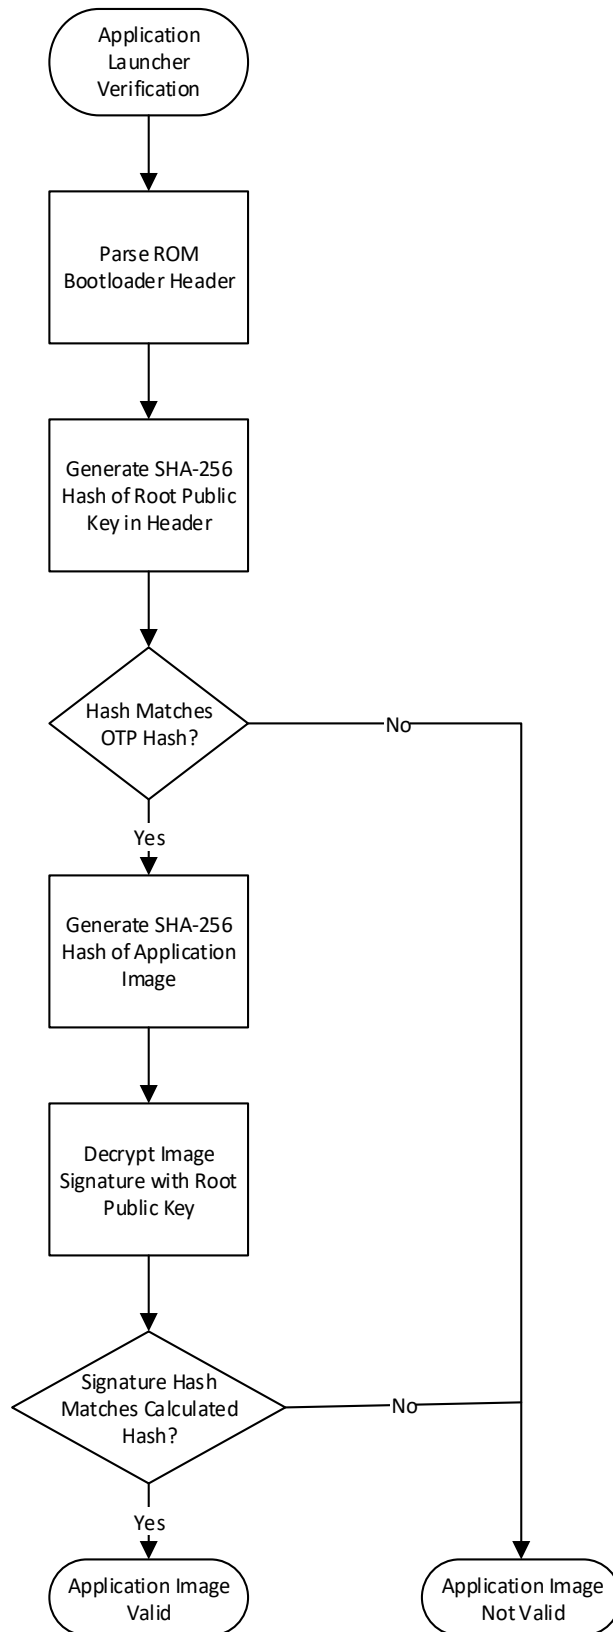 Application
Launcher
Verification
Parse ROM
Bootloader Header
Generate SHA-256
Hash of Root Public
Key in Header
Hash Matches
OTP Hash?
No
Yes
Generate SHA-256
Hash of Application
Image
Decrypt Image
Signature with Root
Public Key
Signature Hash
Matches Calculated
Hash?
No
Yes
Application Image
Valid
Application Image
Not Valid